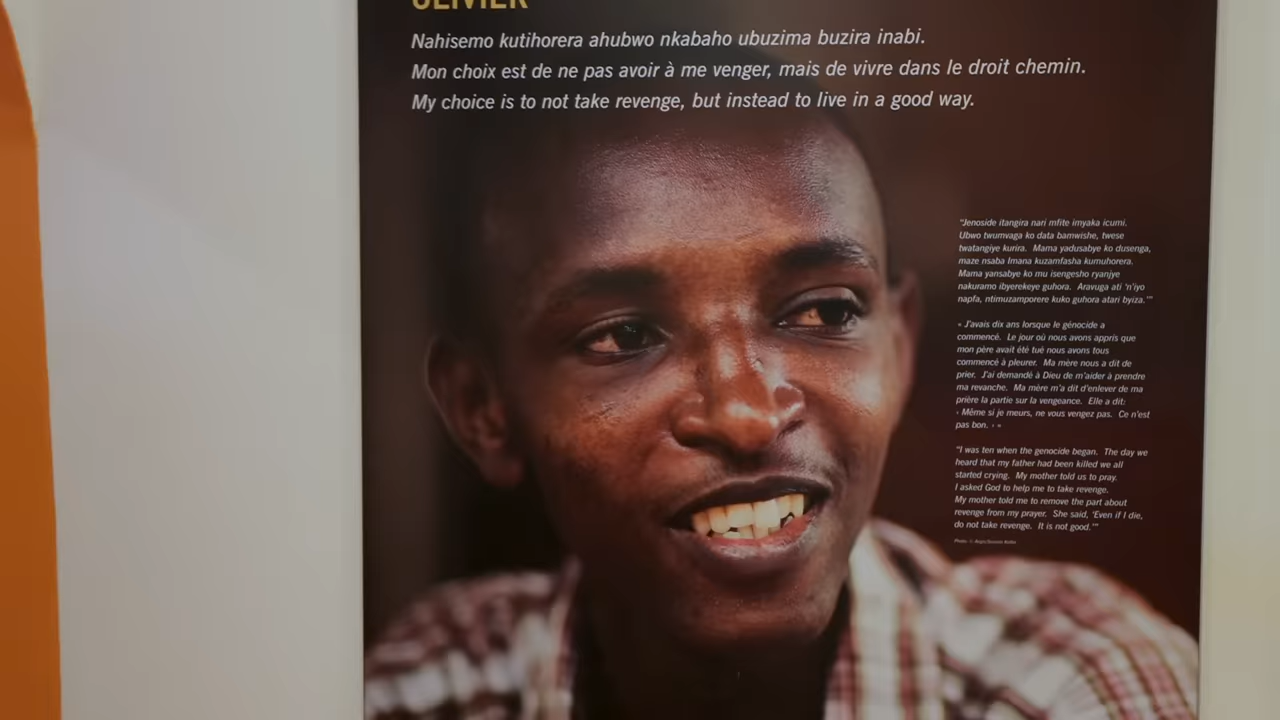 OLIVIER
Nahisemo kutihorera ahubwo nkabaho ubuzima buzira inabi.
Mon choix est de ne pas avoir à me venger, mais de vivre dans le droit chemin.
My choice is to not take revenge, but instead to live in a good way.
“Jenoside itangira nari mfite imyaka icumi.
Ubwo twumvaga ko data bamwishe, twese
twatangiye kurira. Mama yadusabye ko dusenga,
maze nsaba Imana kuzamfasha kumuhorera.
Mama yansabye ko mu isengesho ryanjye
nakuramo ibyerekeye guhora. Aravuga ati ‘n’iyo
napfa, ntimuzamporere kuko guhora atari byiza.’”
« J’avais dix ans lorsque le génocide a
commencé. Le jour où nous avons appris que
mon père avait été tué nous avons tous
commencé à pleurer. Ma mère nous a dit de
prier. J’ai demandé à Dieu de m’aider à prendre
ma revanche. Ma mère m’a dit d’enlever de ma
prière la partie sur la vengeance. Elle a dit:
‹ Même si je meurs, ne vous vengez pas. Ce n’est
pas bon. › »
“I was ten when the genocide began. The day we
heard that my father had been killed we all
started crying. My mother told us to pray.
I asked God to help me to take revenge.
My mother told me to remove the part about
revenge from my prayer. She said, ‘Even if I die,
do not take revenge. It is not good.’”